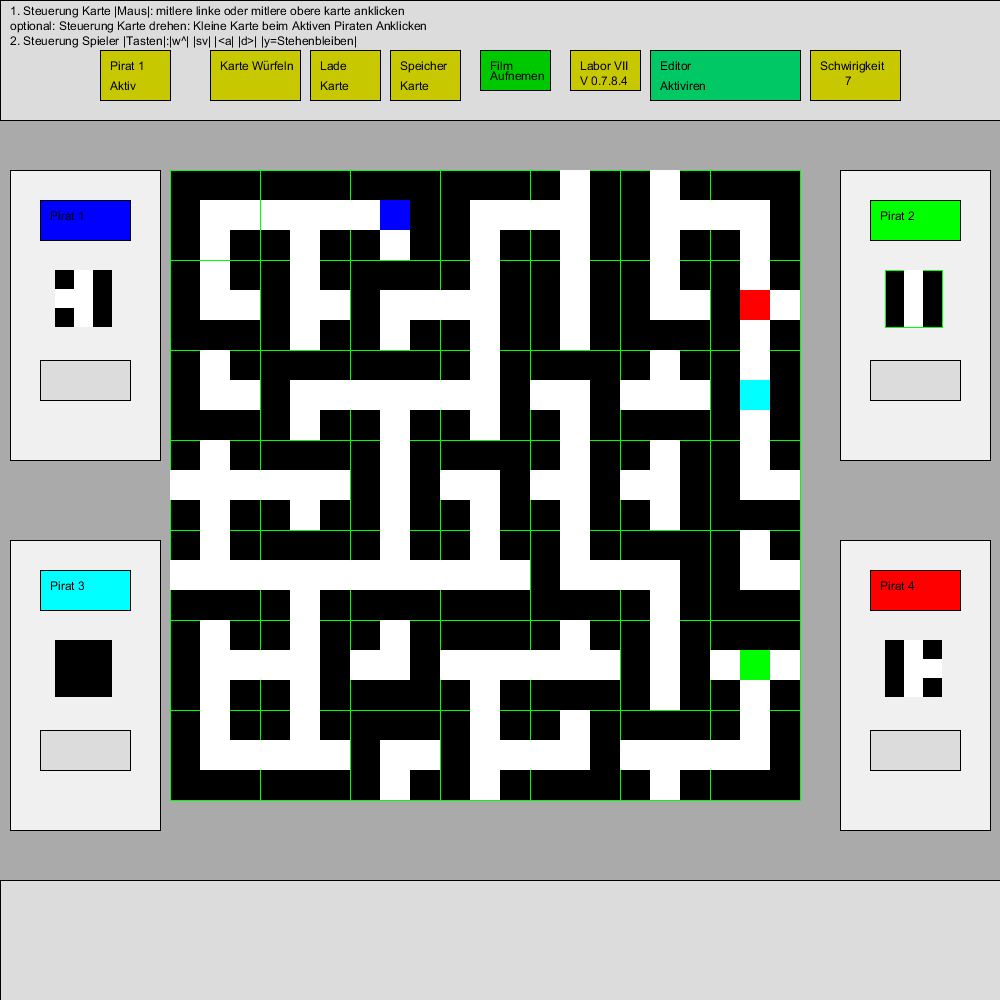 1. Steuerung Karte |Maus|: mitlere linke oder mitlere obere karte anklicken
optional: Steuerung Karte drehen: Kleine Karte beim Aktiven Piraten Anklicken
2. Steuerung Spieler |Tasten|:|w^| |sv| |<a| |d>| |y=Stehenbleiben|
Pirat 1
Aktiv
Karte Würfeln
Lade
Karte
Speicher
Karte
Film
Aufnemen
Labor VII
V 0.7.8.4
Editor
Aktiviren
Schwirigkeit
7
Pirat 1
Pirat 2
Pirat 3
Pirat 4